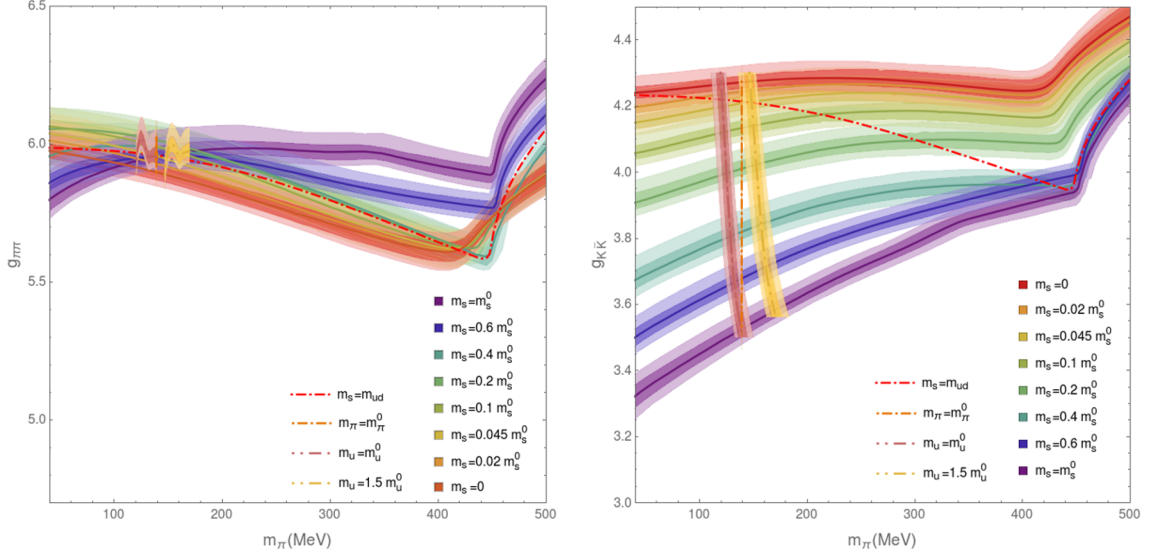 6.5
6.0
5.5
5.0
g_ππ
100
200
300
400
500
m_π(MeV)
m_s=m_s^0
m_s=0.6 m_s^0
m_s=0.4 m_s^0
m_s=0.2 m_s^0
m_s=0.1 m_s^0
m_s=0.045 m_s^0
m_s=0.02 m_s^0
m_s=0
m_s=m_ud
m_π=m_π^0
m_u=m_u^0
m_u=1.5 m_u^0
4.4
4.2
4.0
3.8
3.6
3.4
3.2
3.0
g_KK̄
100
200
300
400
500
m_π(MeV)
m_s=0
m_s=0.02 m_s^0
m_s=0.045 m_s^0
m_s=0.1 m_s^0
m_s=0.2 m_s^0
m_s=0.4 m_s^0
m_s=0.6 m_s^0
m_s=m_s^0
m_s=m_ud
m_π=m_π^0
m_u=m_u^0
m_u=1.5 m_u^0